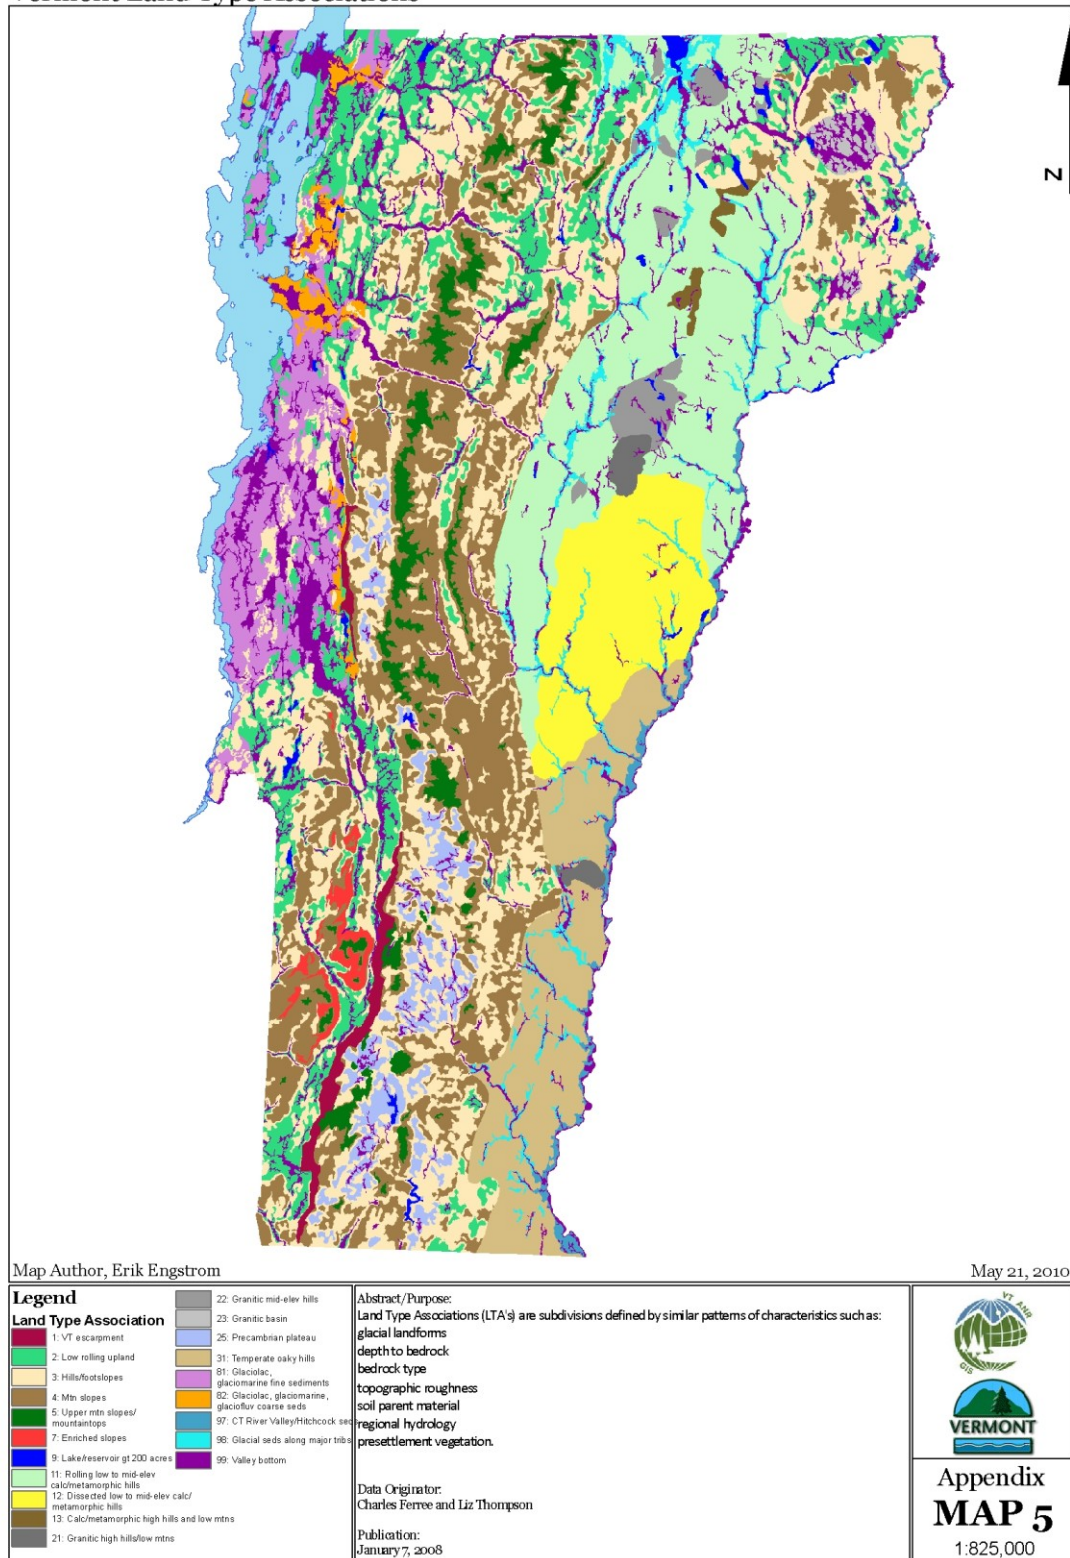 Vermont Land Type Associations
N
Map Author, Erik Engstrom
May 21, 2010
Legend
Land Type Association
1: VT escarpment
2: Low rolling upland
3: Hills/footslopes
4: Mtn slopes
5: Upper mtn slopes/
mountaintops
7: Enriched slopes
9: Lake/reservoir gt 200 acres
11: Rolling low to mid-elev
calc/metamorphic hills
12: Dissected low to mid-elev calc/
metamorphic hills
13: Calc/metamorphic high hills and low mtns
21: Granitic high hills/low mtns
22: Granitic mid-elev hills
23: Granitic basin
25: Precambrian plateau
31: Temperate oaky hills
81: Glaciolac,
glaciomarine fine sediments
82: Glaciolac, glaciomarine,
glaciofluv coarse seds
97: CT River Valley/Hitchcock seds
98: Glacial seds along major tribs
99: Valley bottom
Abstract/Purpose:
Land Type Associations (LTA's) are subdivisions defined by similar patterns of characteristics such as:
glacial landforms
depth to bedrock
bedrock type
topographic roughness
soil parent material
regional hydrology
presettlement vegetation.
Data Originator:
Charles Ferree and Liz Thompson
Publication:
January 7, 2008
VT ANR
GIS
VERMONT
Appendix
MAP 5
1:825,000